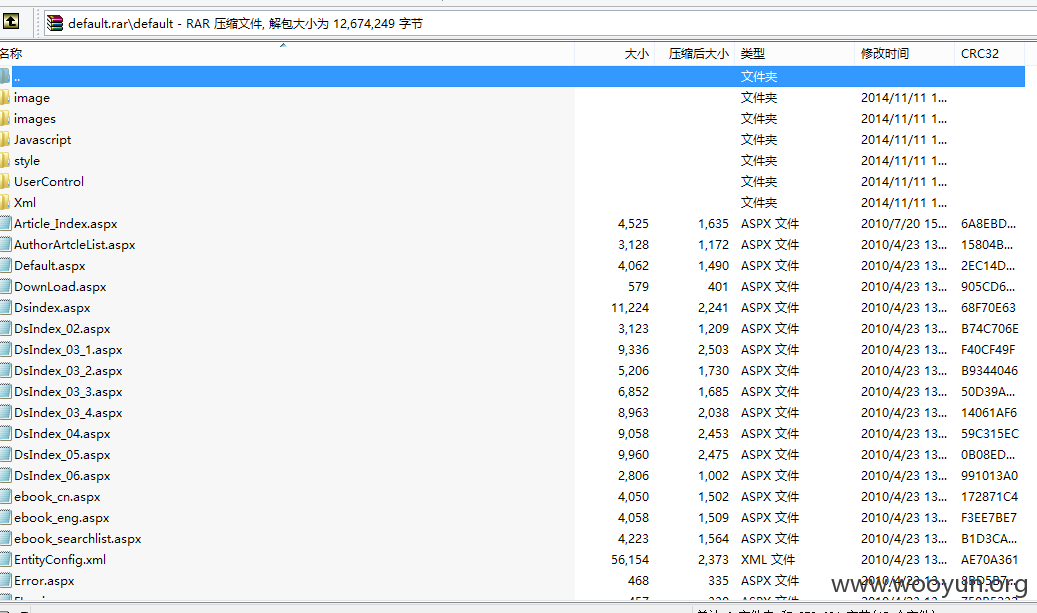 default.rar\default - RAR 压缩文件, 解包大小为 12,674,249 字节
名称 大小 压缩后大小 类型 修改时间 CRC32
.. 文件夹
image 文件夹 2014/11/11 1...
images 文件夹 2014/11/11 1...
Javascript 文件夹 2014/11/11 1...
style 文件夹 2014/11/11 1...
UserControl 文件夹 2014/11/11 1...
Xml 文件夹 2014/11/11 1...
Article_Index.aspx 4,525 1,635 ASPX 文件 2010/7/20 15... 6A8EBD...
AuthorArtcleList.aspx 3,128 1,172 ASPX 文件 2010/4/23 13... 15804B...
Default.aspx 4,062 1,490 ASPX 文件 2010/4/23 13... 2EC14D...
DownLoad.aspx 579 401 ASPX 文件 2010/4/23 13... 905CD6...
Dsindex.aspx 11,224 2,241 ASPX 文件 2010/4/23 13... 68F70E63
DsIndex_02.aspx 3,123 1,209 ASPX 文件 2010/4/23 13... B74C706E
DsIndex_03_1.aspx 9,336 2,503 ASPX 文件 2010/4/23 13... F40CF49F
DsIndex_03_2.aspx 5,206 1,730 ASPX 文件 2010/4/23 13... B9344046
DsIndex_03_3.aspx 6,852 1,685 ASPX 文件 2010/4/23 13... 50D39A...
DsIndex_03_4.aspx 8,963 2,038 ASPX 文件 2010/4/23 13... 14061AF6
DsIndex_04.aspx 9,058 2,453 ASPX 文件 2010/4/23 13... 59C315EC
DsIndex_05.aspx 9,960 2,475 ASPX 文件 2010/4/23 13... 0B08ED...
DsIndex_06.aspx 2,806 1,002 ASPX 文件 2010/4/23 13... 991013A0
ebook_cn.aspx 4,050 1,502 ASPX 文件 2010/4/23 13... 172871C4
ebook_eng.aspx 4,058 1,509 ASPX 文件 2010/4/23 13... F3EE7BE7
ebook_searchlist.aspx 4,223 1,564 ASPX 文件 2010/4/23 13... B1D3CA...
EntityConfig.xml 56,154 2,373 XML 文件 2010/4/23 13... AE70A361
Error.aspx 468 335 ASPX 文件 2010/4/23 13... 8BD5B7...
www.wooyun.org